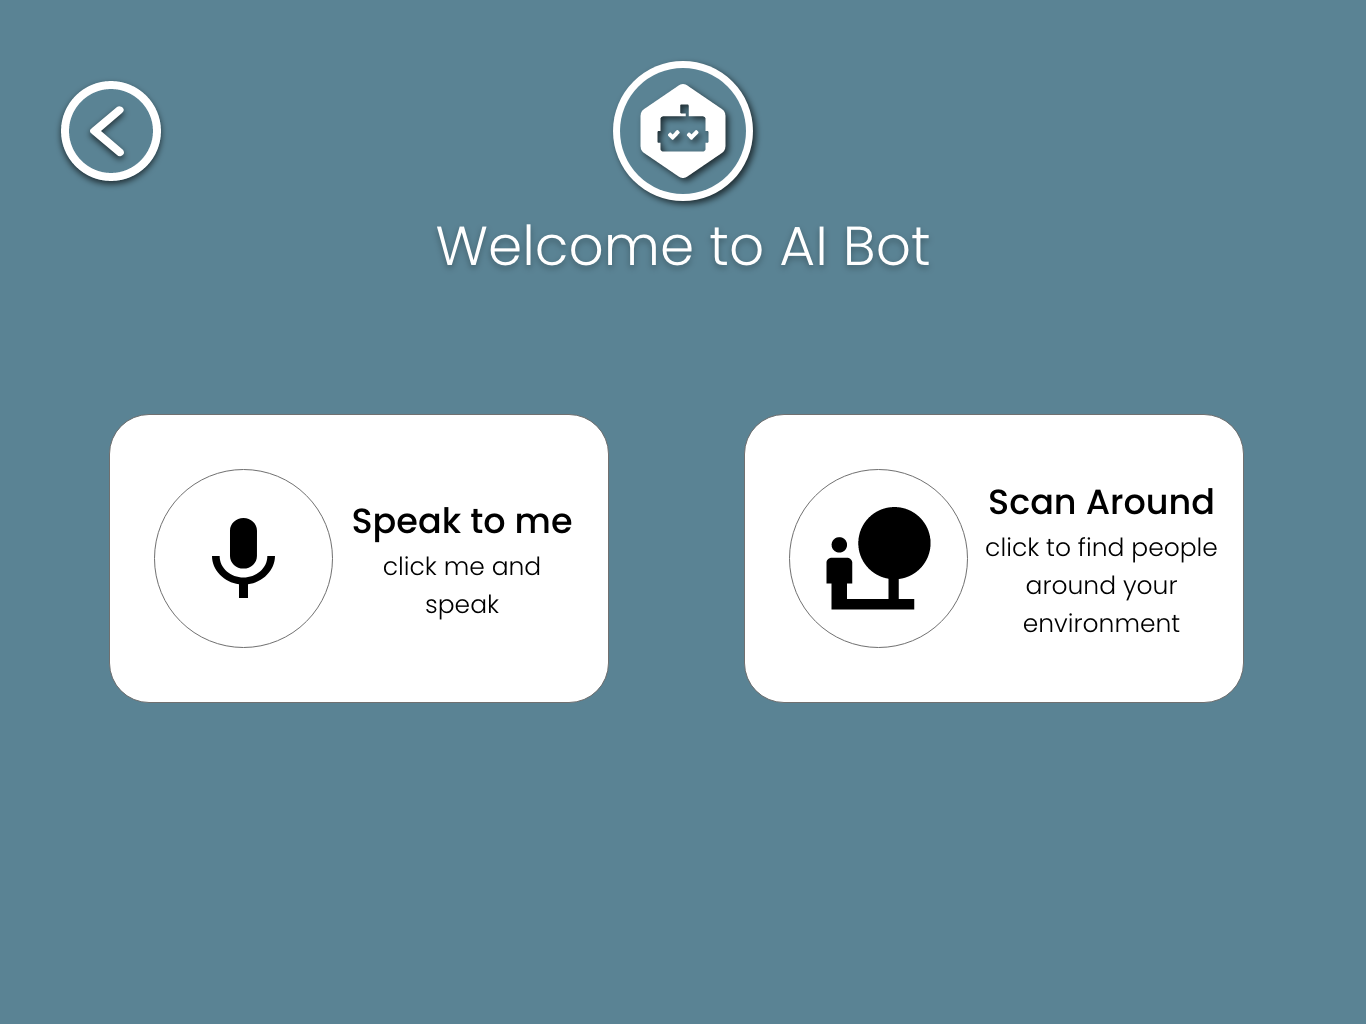 Welcome to AI Bot
Speak to me
click me and
speak
Scan Around
click to find people
around your
environment